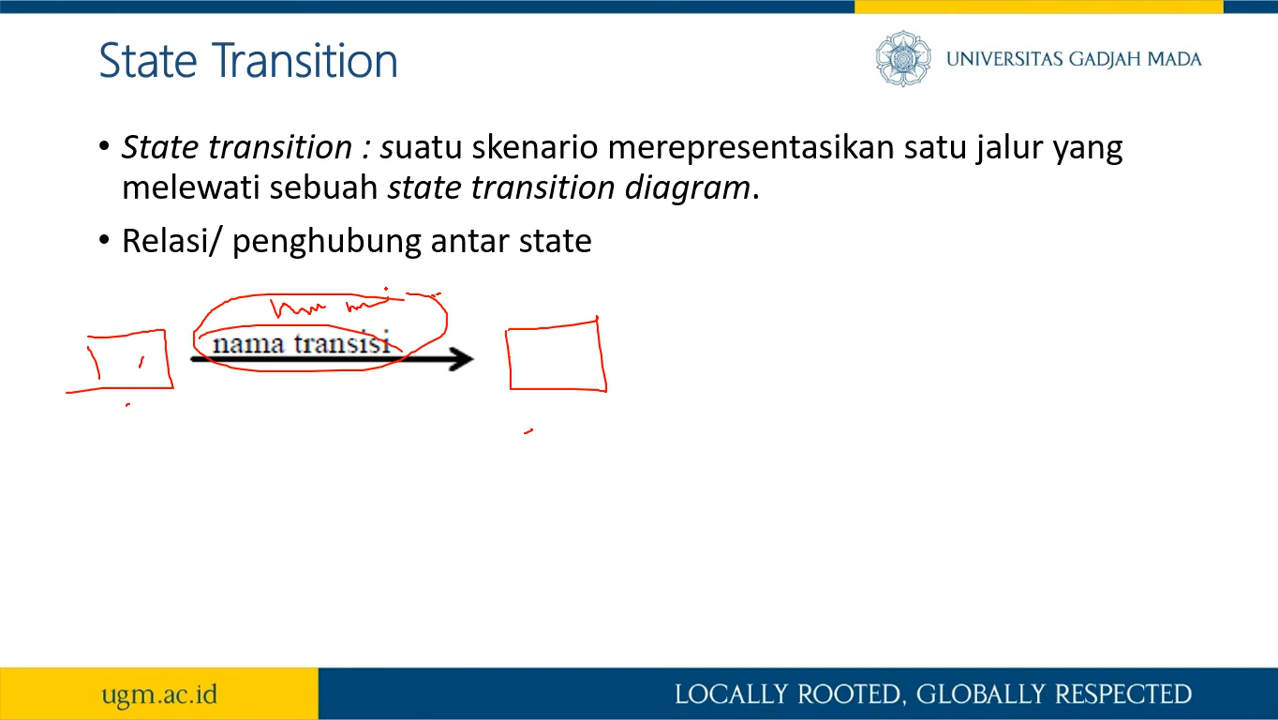 State Transition
UNIVERSITAS GADJAH MADA
• State transition : suatu skenario merepresentasikan satu jalur yang
melewati sebuah state transition diagram.
• Relasi/ penghubung antar state
nama transisi
ugm.ac.id
LOCALLY ROOTED, GLOBALLY RESPECTED